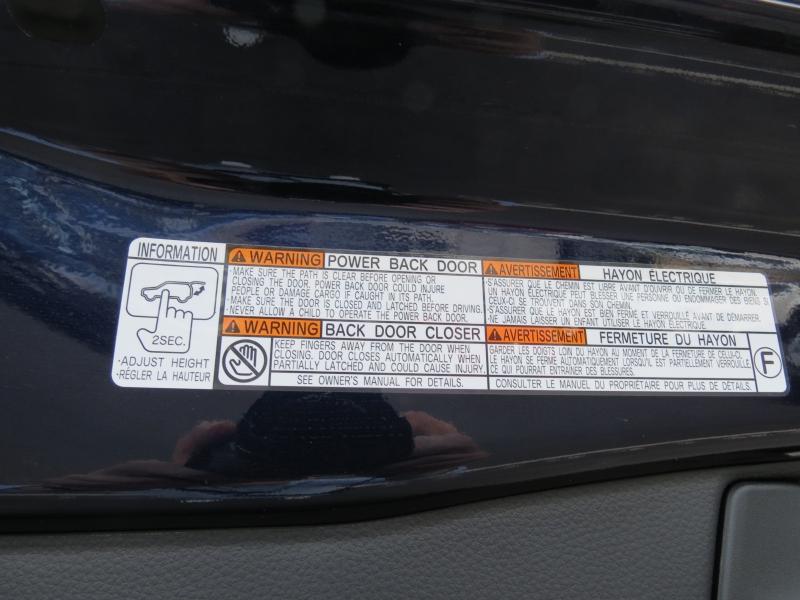 INFORMATION
2SEC.
·ADJUST HEIGHT
·RÉGLER LA HAUTEUR
WARNING POWER BACK DOOR
·MAKE SURE THE PATH IS CLEAR BEFORE OPENING OR
CLOSING THE DOOR. POWER BACK DOOR COULD INJURE
PEOPLE OR DAMAGE CARGO IF CAUGHT IN ITS PATH.
·MAKE SURE THE DOOR IS CLOSED AND LATCHED BEFORE DRIVING.
·NEVER ALLOW A CHILD TO OPERATE THE POWER BACK DOOR.
WARNING BACK DOOR CLOSER
KEEP FINGERS AWAY FROM THE DOOR WHEN
CLOSING. DOOR CLOSES AUTOMATICALLY WHEN
PARTIALLY LATCHED AND COULD CAUSE INJURY.
SEE OWNER'S MANUAL FOR DETAILS.
AVERTISSEMENT HAYON ÉLECTRIQUE
·S'ASSURER QUE LE CHEMIN EST LIBRE AVANT D'OUVRIR OU DE FERMER LE HAYON.
UN HAYON ÉLECTRIQUE PEUT BLESSER UNE PERSONNE OU ENDOMMAGER DES BIENS SI
CEUX-CI SE TROUVENT DANS SON CHEMIN.
·S'ASSURER QUE LE HAYON EST BIEN FERMÉ ET VERROUILLÉ AVANT DE DÉMARRER.
·NE JAMAIS LAISSER UN ENFANT UTILISER LE HAYON ÉLECTRIQUE.
AVERTISSEMENT FERMETURE DU HAYON
GARDER LES DOIGTS LOIN DU HAYON AU MOMENT DE LA FERMETURE DE CELUI-CI.
LE HAYON SE FERME AUTOMATIQUEMENT LORSQU'IL EST PARTIELLEMENT VERROUILLÉ
CE QUI POURRAIT ENTRAÎNER DES BLESSURES.
CONSULTER LE MANUEL DU PROPRIÉTAIRE POUR PLUS DE DÉTAILS.
F